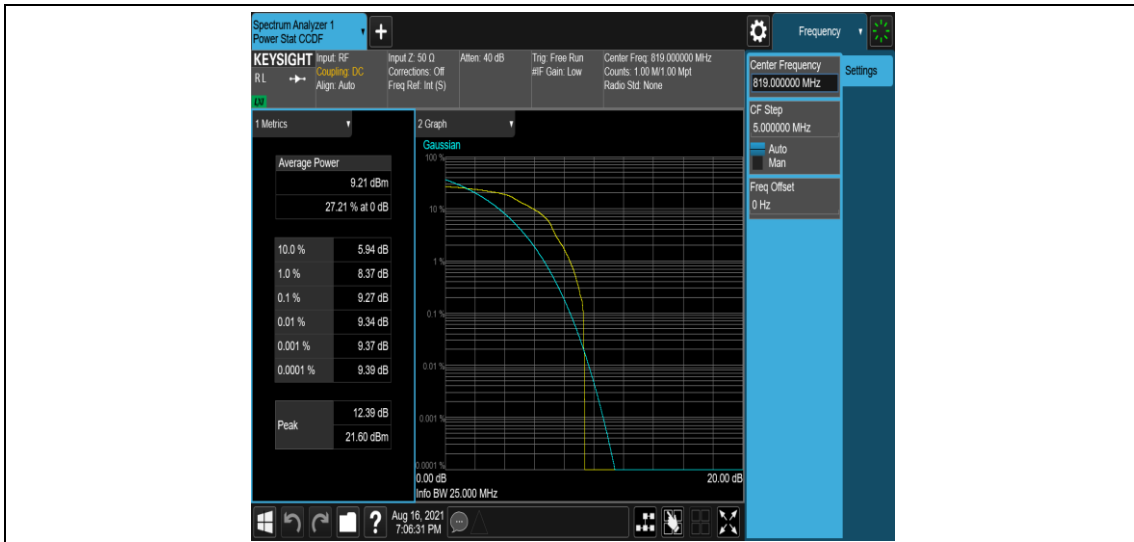 Spectrum Analyzer 1
Power Stat CCDF
+
Frequency
KEYSIGHT
RL
LM
Input: RF
Coupling: DC
Align: Auto
Input Z: 50 Ω
Corrections: Off
Freq Ref: Int (S)
Atten: 40 dB
Trig: Free Run
#IF Gain: Low
Center Freq: 819.000000 MHz
Counts: 1.00 M/1.00 Mpt
Radio Std: None
Center Frequency
819.000000 MHz
Settings
CF Step
5.000000 MHz
Auto
Man
Freq Offset
0 Hz
1 Metrics
Average Power
9.21 dBm
27.21 % at 0 dB
10.0 % 5.94 dB
1.0 % 8.37 dB
0.1 % 9.27 dB
0.01 % 9.34 dB
0.001 % 9.37 dB
0.0001 % 9.39 dB
Peak
12.39 dB
21.60 dBm
2 Graph
Gaussian
100 %
10 %
1 %
0.1 %
0.01 %
0.001 %
0.0001 %
0.00 dB
20.00 dB
Info BW 25.000 MHz
?
Aug 16, 2021
7:06:31 PM